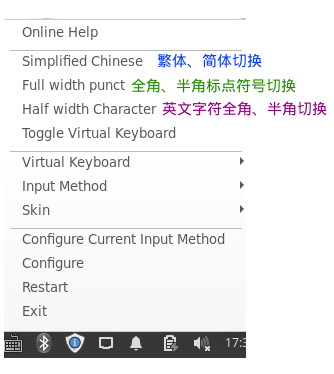 Online Help
Simplified Chinese 繁体、简体切换
Full width punct 全角、半角标点符号切换
Half width Character 英文字符全角、半角切换
Toggle Virtual Keyboard
Virtual Keyboard
Input Method
Skin
Configure Current Input Method
Configure
Restart
Exit